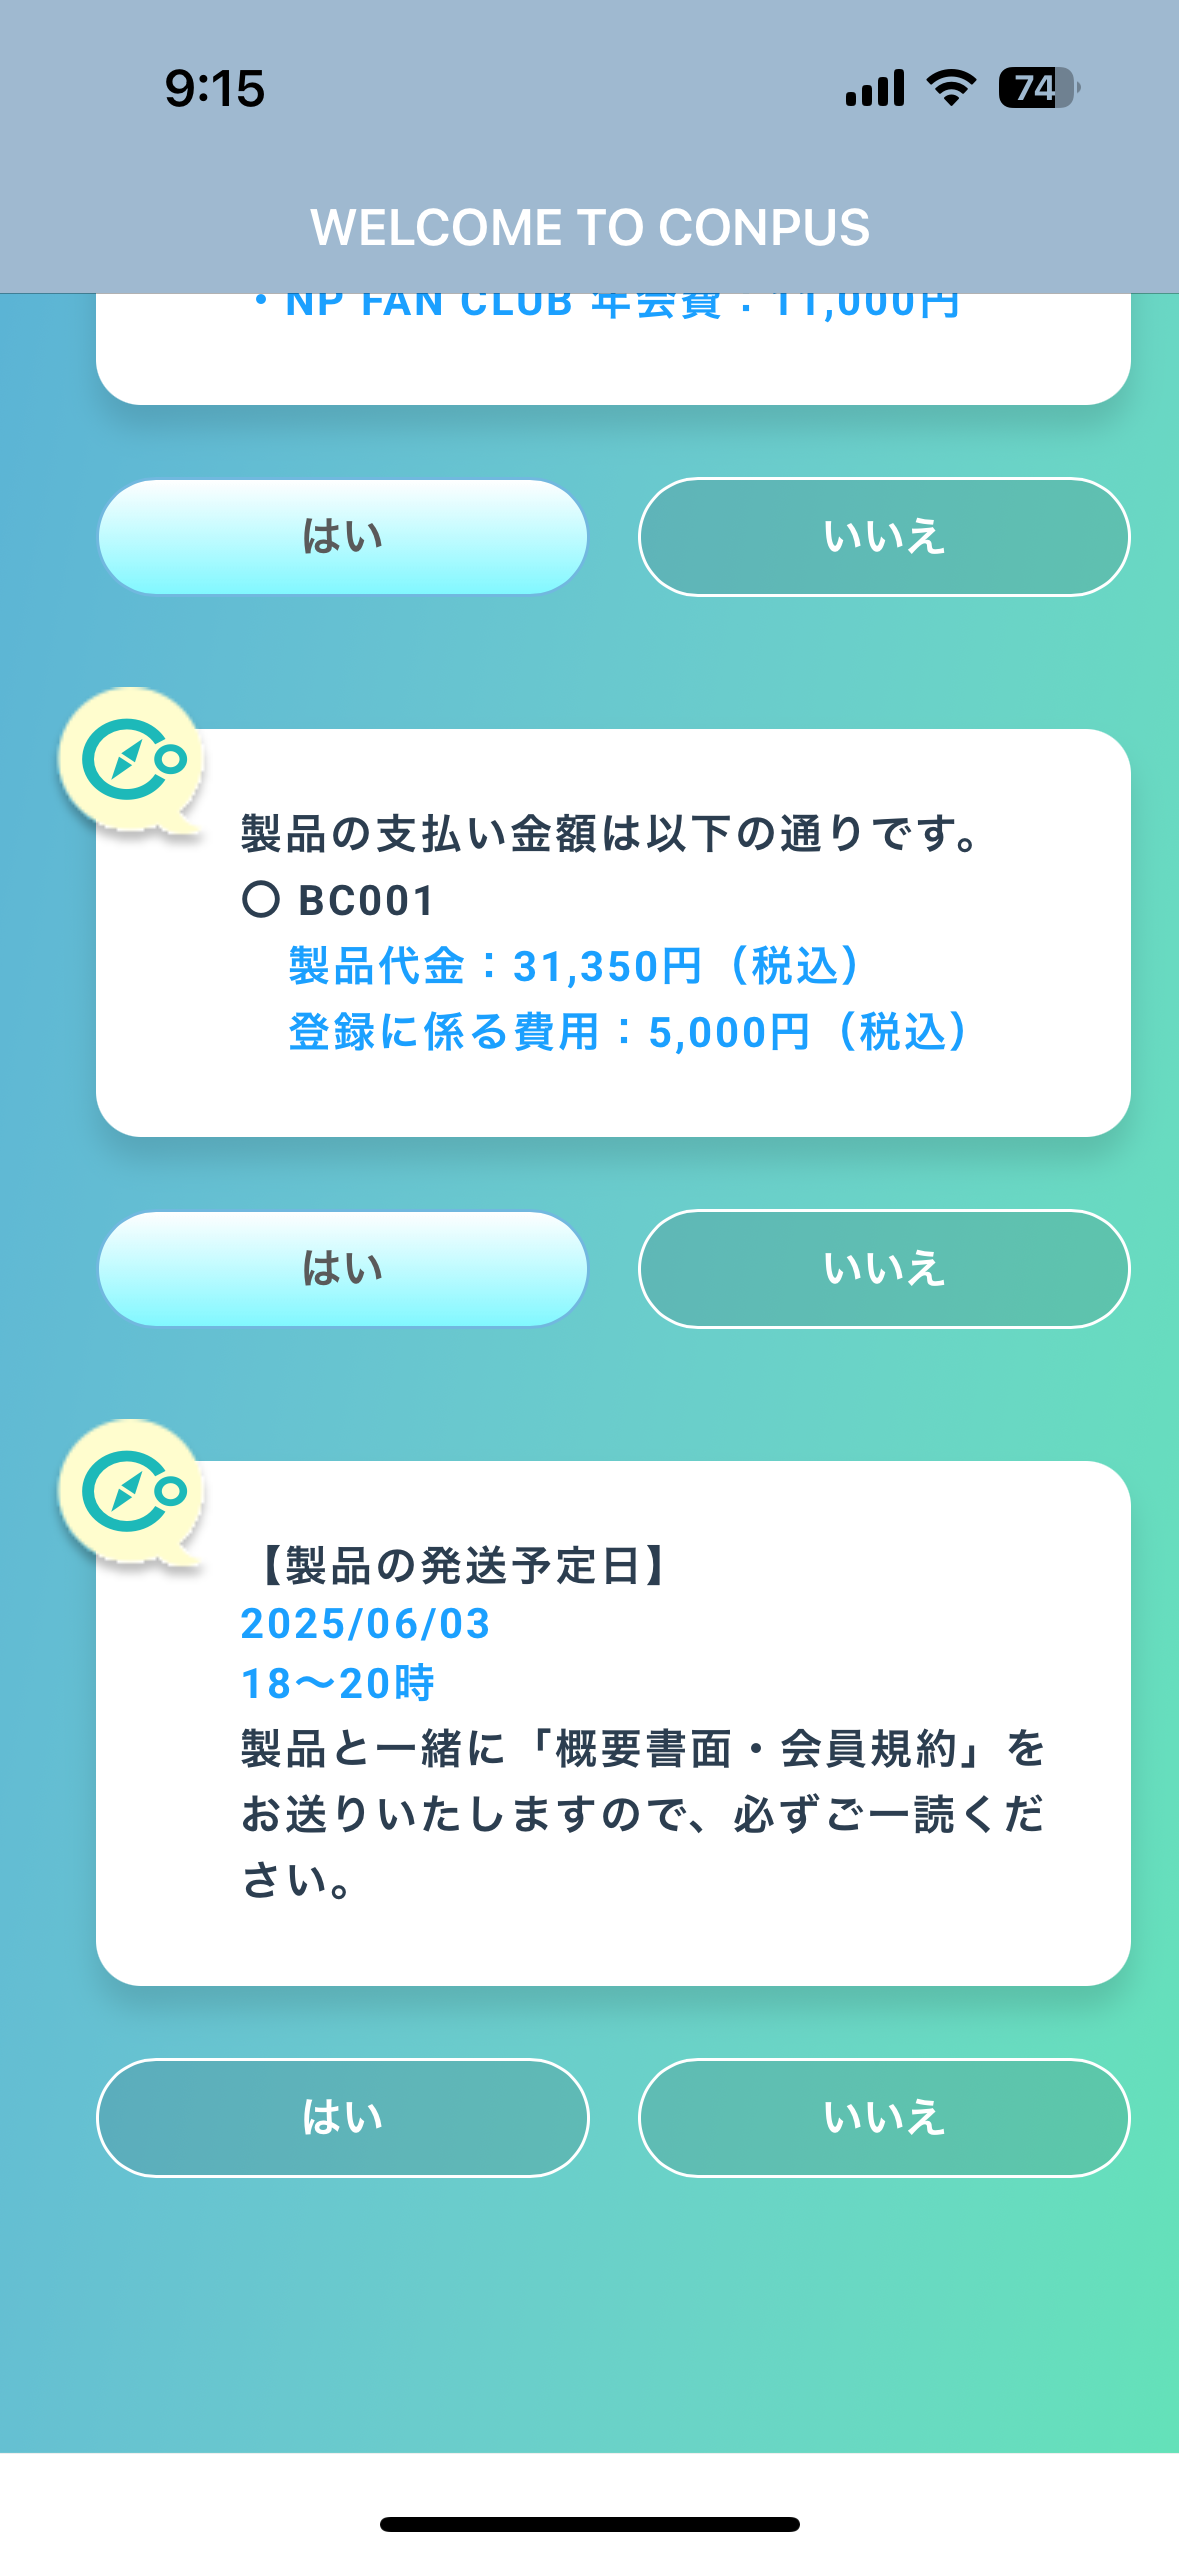 9:15
74
WELCOME TO CONPUS
・NP FAN CLUB 年会費：11,000円
はい
いいえ
製品の支払い金額は以下の通りです。
〇 BC001
製品代金：31,350円（税込）
登録に係る費用：5,000円（税込）
はい
いいえ
【製品の発送予定日】
2025/06/03
18〜20時
製品と一緒に「概要書面・会員規約」を
お送りいたしますので、必ずご一読くだ
さい。
はい
いいえ